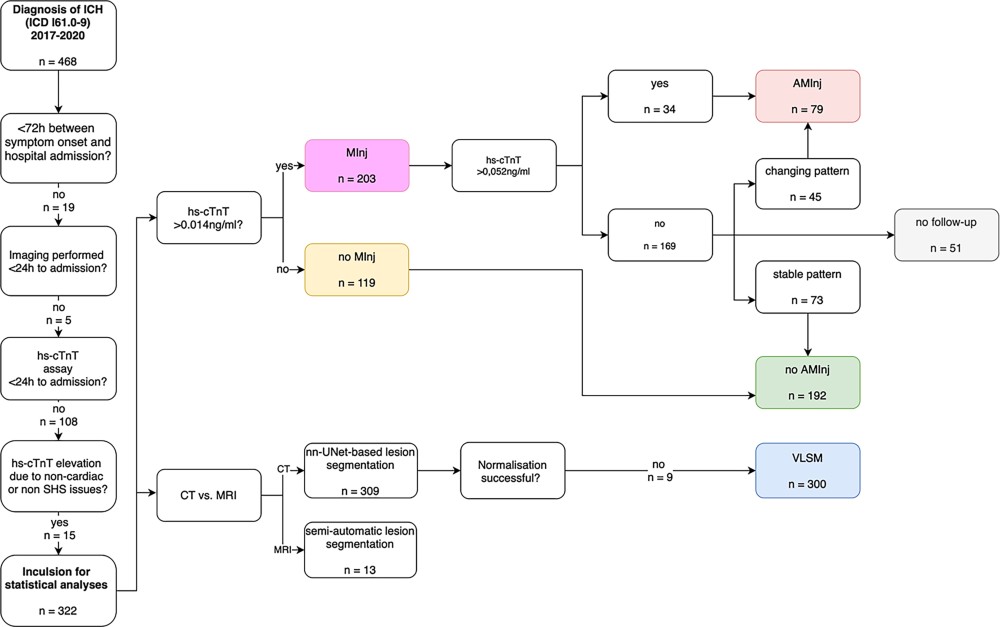 Diagnosis of ICH
(ICD I61.0-9)
2017-2020
n = 468
<72h between
symptom onset and
hospital admission?
no
n = 19
Imaging performed
<24h to admission?
no
n = 5
hs-cTnT
assay
<24h to admission?
no
n = 108
hs-cTnT elevation
due to non-cardiac
or non SHS issues?
yes
n = 15
Inculsion for
statistical analyses
n = 322
hs-cTnT
>0.014ng/ml?
yes
no
MInj
n = 203
no MInj
n = 119
hs-cTnT
>0,052ng/ml
yes
n = 34
no
n = 169
AMInj
n = 79
changing pattern
n = 45
no follow-up
n = 51
stable pattern
n = 73
no AMInj
n = 192
CT vs. MRI
CT
MRI
nn-UNet-based lesion
segmentation
n = 309
semi-automatic lesion
segmentation
n = 13
Normalisation
successful?
no
n = 9
VLSM
n = 300